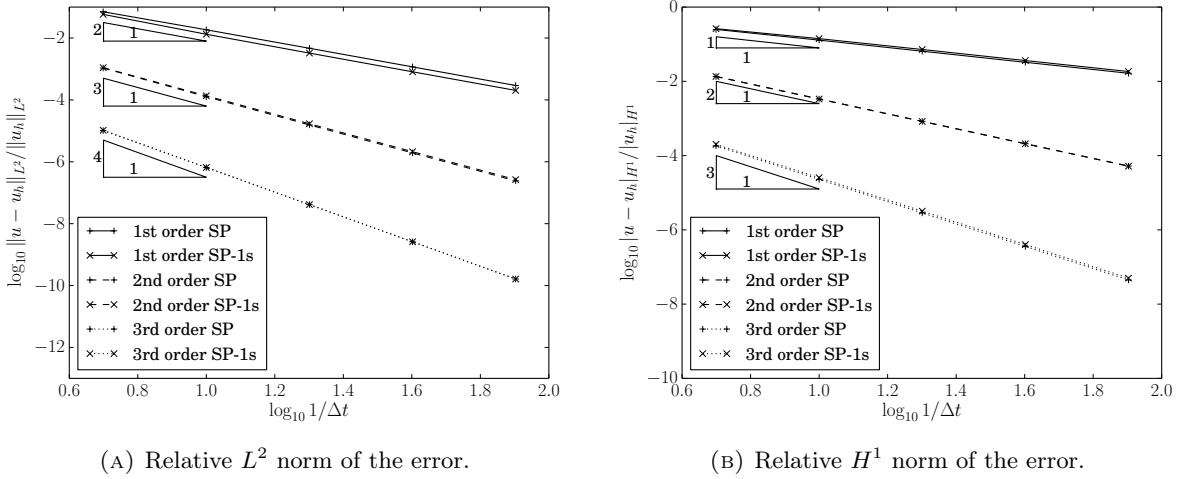 −2
−4
−6
−8
−10
−12
log₁₀ ||u − u_h||_{L²}/||u_h||_{L²}
2
1
3
1
4
1
1st order SP
1st order SP-1s
2nd order SP
2nd order SP-1s
3rd order SP
3rd order SP-1s
0.6 0.8 1.0 1.2 1.4 1.6 1.8 2.0
log₁₀ 1/Δt
(A) Relative L² norm of the error.
0
−2
−4
−6
−8
−10
log₁₀ |u − u_h|_{H¹}/|u_h|_{H¹}
1
1
2
1
3
1
1st order SP
1st order SP-1s
2nd order SP
2nd order SP-1s
3rd order SP
3rd order SP-1s
0.6 0.8 1.0 1.2 1.4 1.6 1.8 2.0
log₁₀ 1/Δt
(B) Relative H¹ norm of the error.